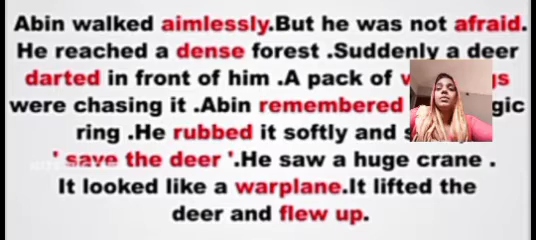 Abin walked aimlessly.But he was not afraid.
He reached a dense forest .Suddenly a deer
darted in front of him .A pack of
were chasing it .Abin remembered
ring .He rubbed it softly and
' save the deer '.He saw a huge crane .
It looked like a warplane.It lifted the
deer and flew up.